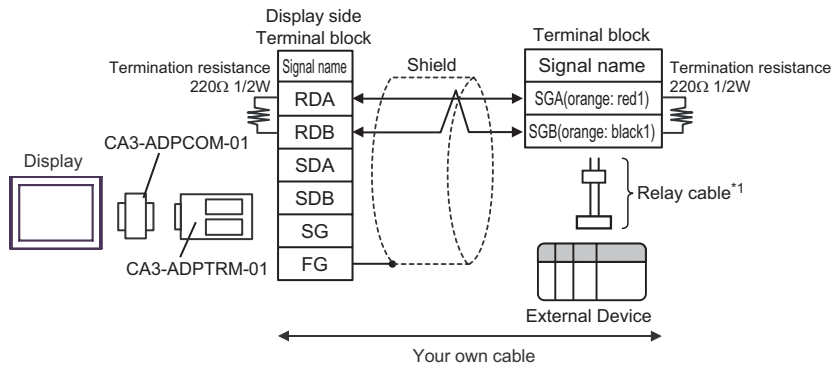 Display side
Terminal block
Terminal block
Termination resistance
220Ω 1/2W
Signal name
Shield
Signal name
Termination resistance
220Ω 1/2W
RDA
SGA(orange: red1)
RDB
SGB(orange: black1)
CA3-ADPCOM-01
Display
SDA
SDB
Relay cable*1
SG
CA3-ADPTRM-01
FG
External Device
Your own cable